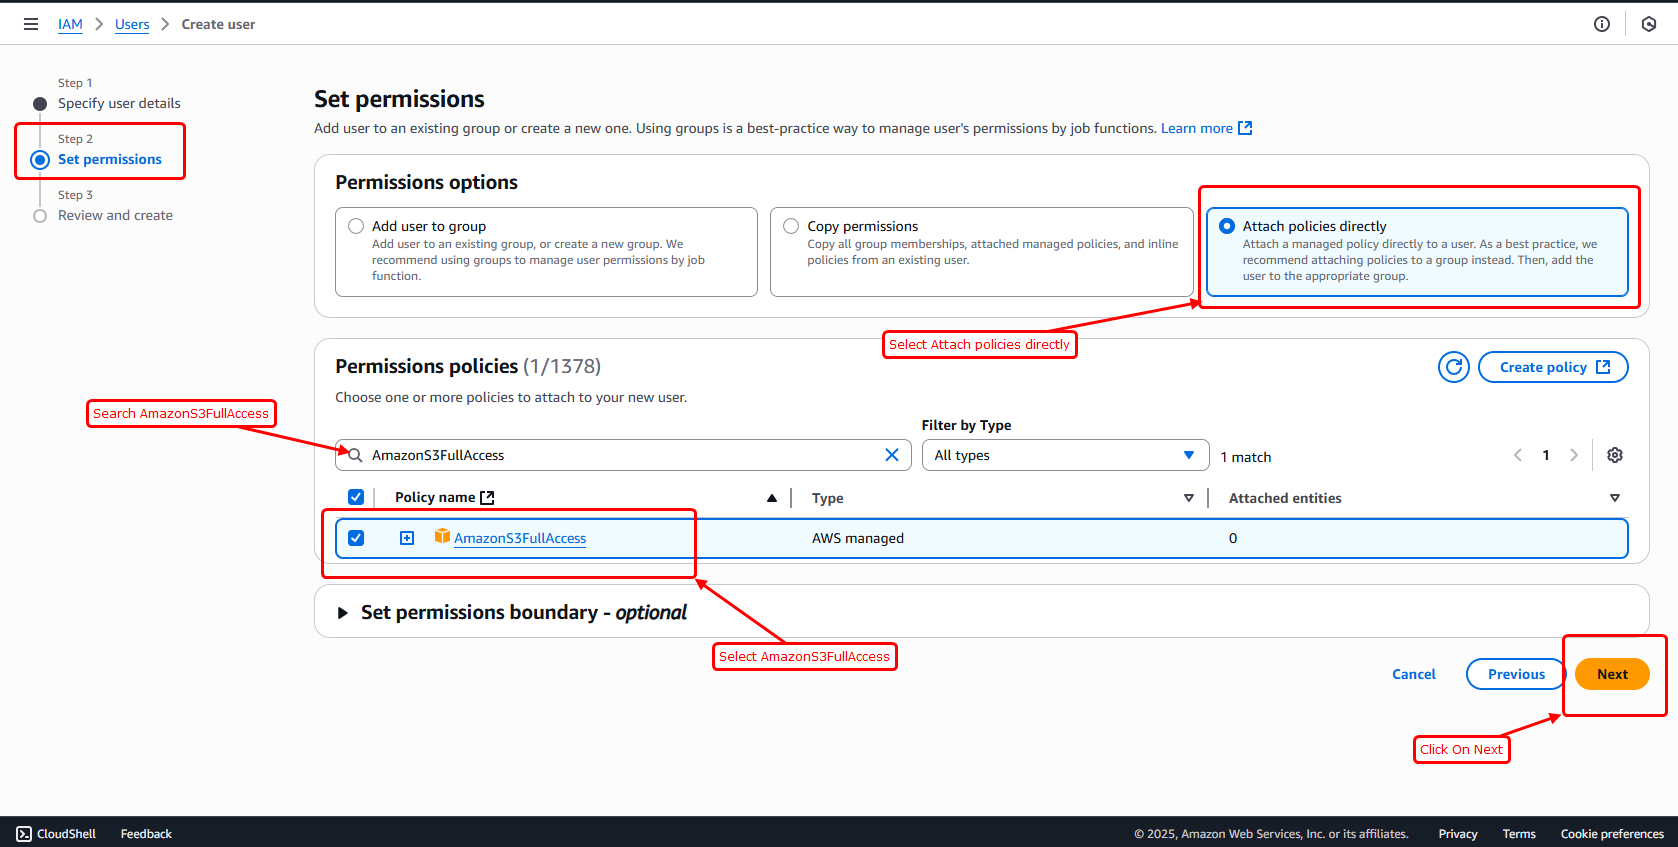 IAM > Users > Create user
Step 1
Specify user details
Step 2
Set permissions
Step 3
Review and create
Set permissions
Add user to an existing group or create a new one. Using groups is a best-practice way to manage user's permissions by job functions. Learn more
Permissions options
Add user to group
Add user to an existing group, or create a new group. We
recommend using groups to manage user permissions by job
function.
Copy permissions
Copy all group memberships, attached managed policies, and inline
policies from an existing user.
Attach policies directly
Attach a managed policy directly to a user. As a best practice, we
recommend attaching policies to a group instead. Then, add the
user to the appropriate group.
Select Attach policies directly
Permissions policies (1/1378)
Create policy
Choose one or more policies to attach to your new user.
Search AmazonS3FullAccess
Filter by Type
AmazonS3FullAccess
All types
1 match
1
Policy name
Type
Attached entities
AmazonS3FullAccess
AWS managed
0
Set permissions boundary - optional
Select AmazonS3FullAccess
Cancel
Previous
Next
Click On Next
CloudShell
Feedback
© 2025, Amazon Web Services, Inc. or its affiliates.
Privacy
Terms
Cookie preferences